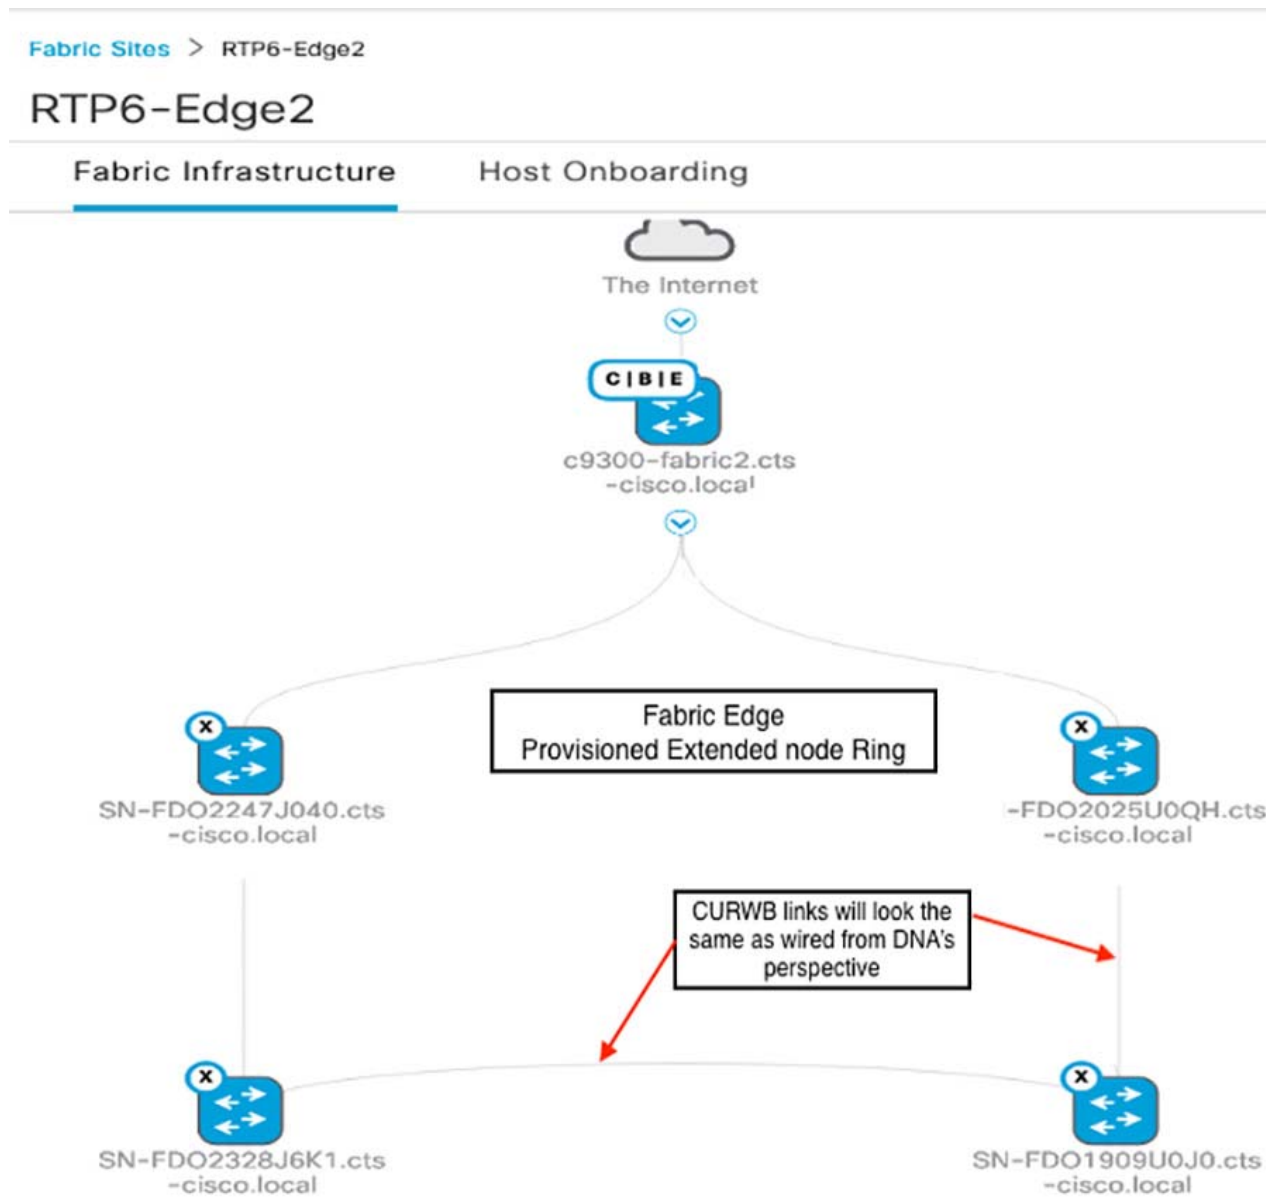 Fabric Sites > RTP6-Edge2
RTP6-Edge2
Fabric Infrastructure Host Onboarding
The Internet
C|B|E
c9300-fabric2.cts
-cisco.local
Fabric Edge
Provisioned Extended node Ring
X
SN-FDO2247J040.cts
-cisco.local
X
-FDO2025U0QH.cts
-cisco.local
CURWB links will look the
same as wired from DNA's
perspective
X
SN-FDO2328J6K1.cts
-cisco.local
X
SN-FDO1909U0J0.cts
-cisco.local